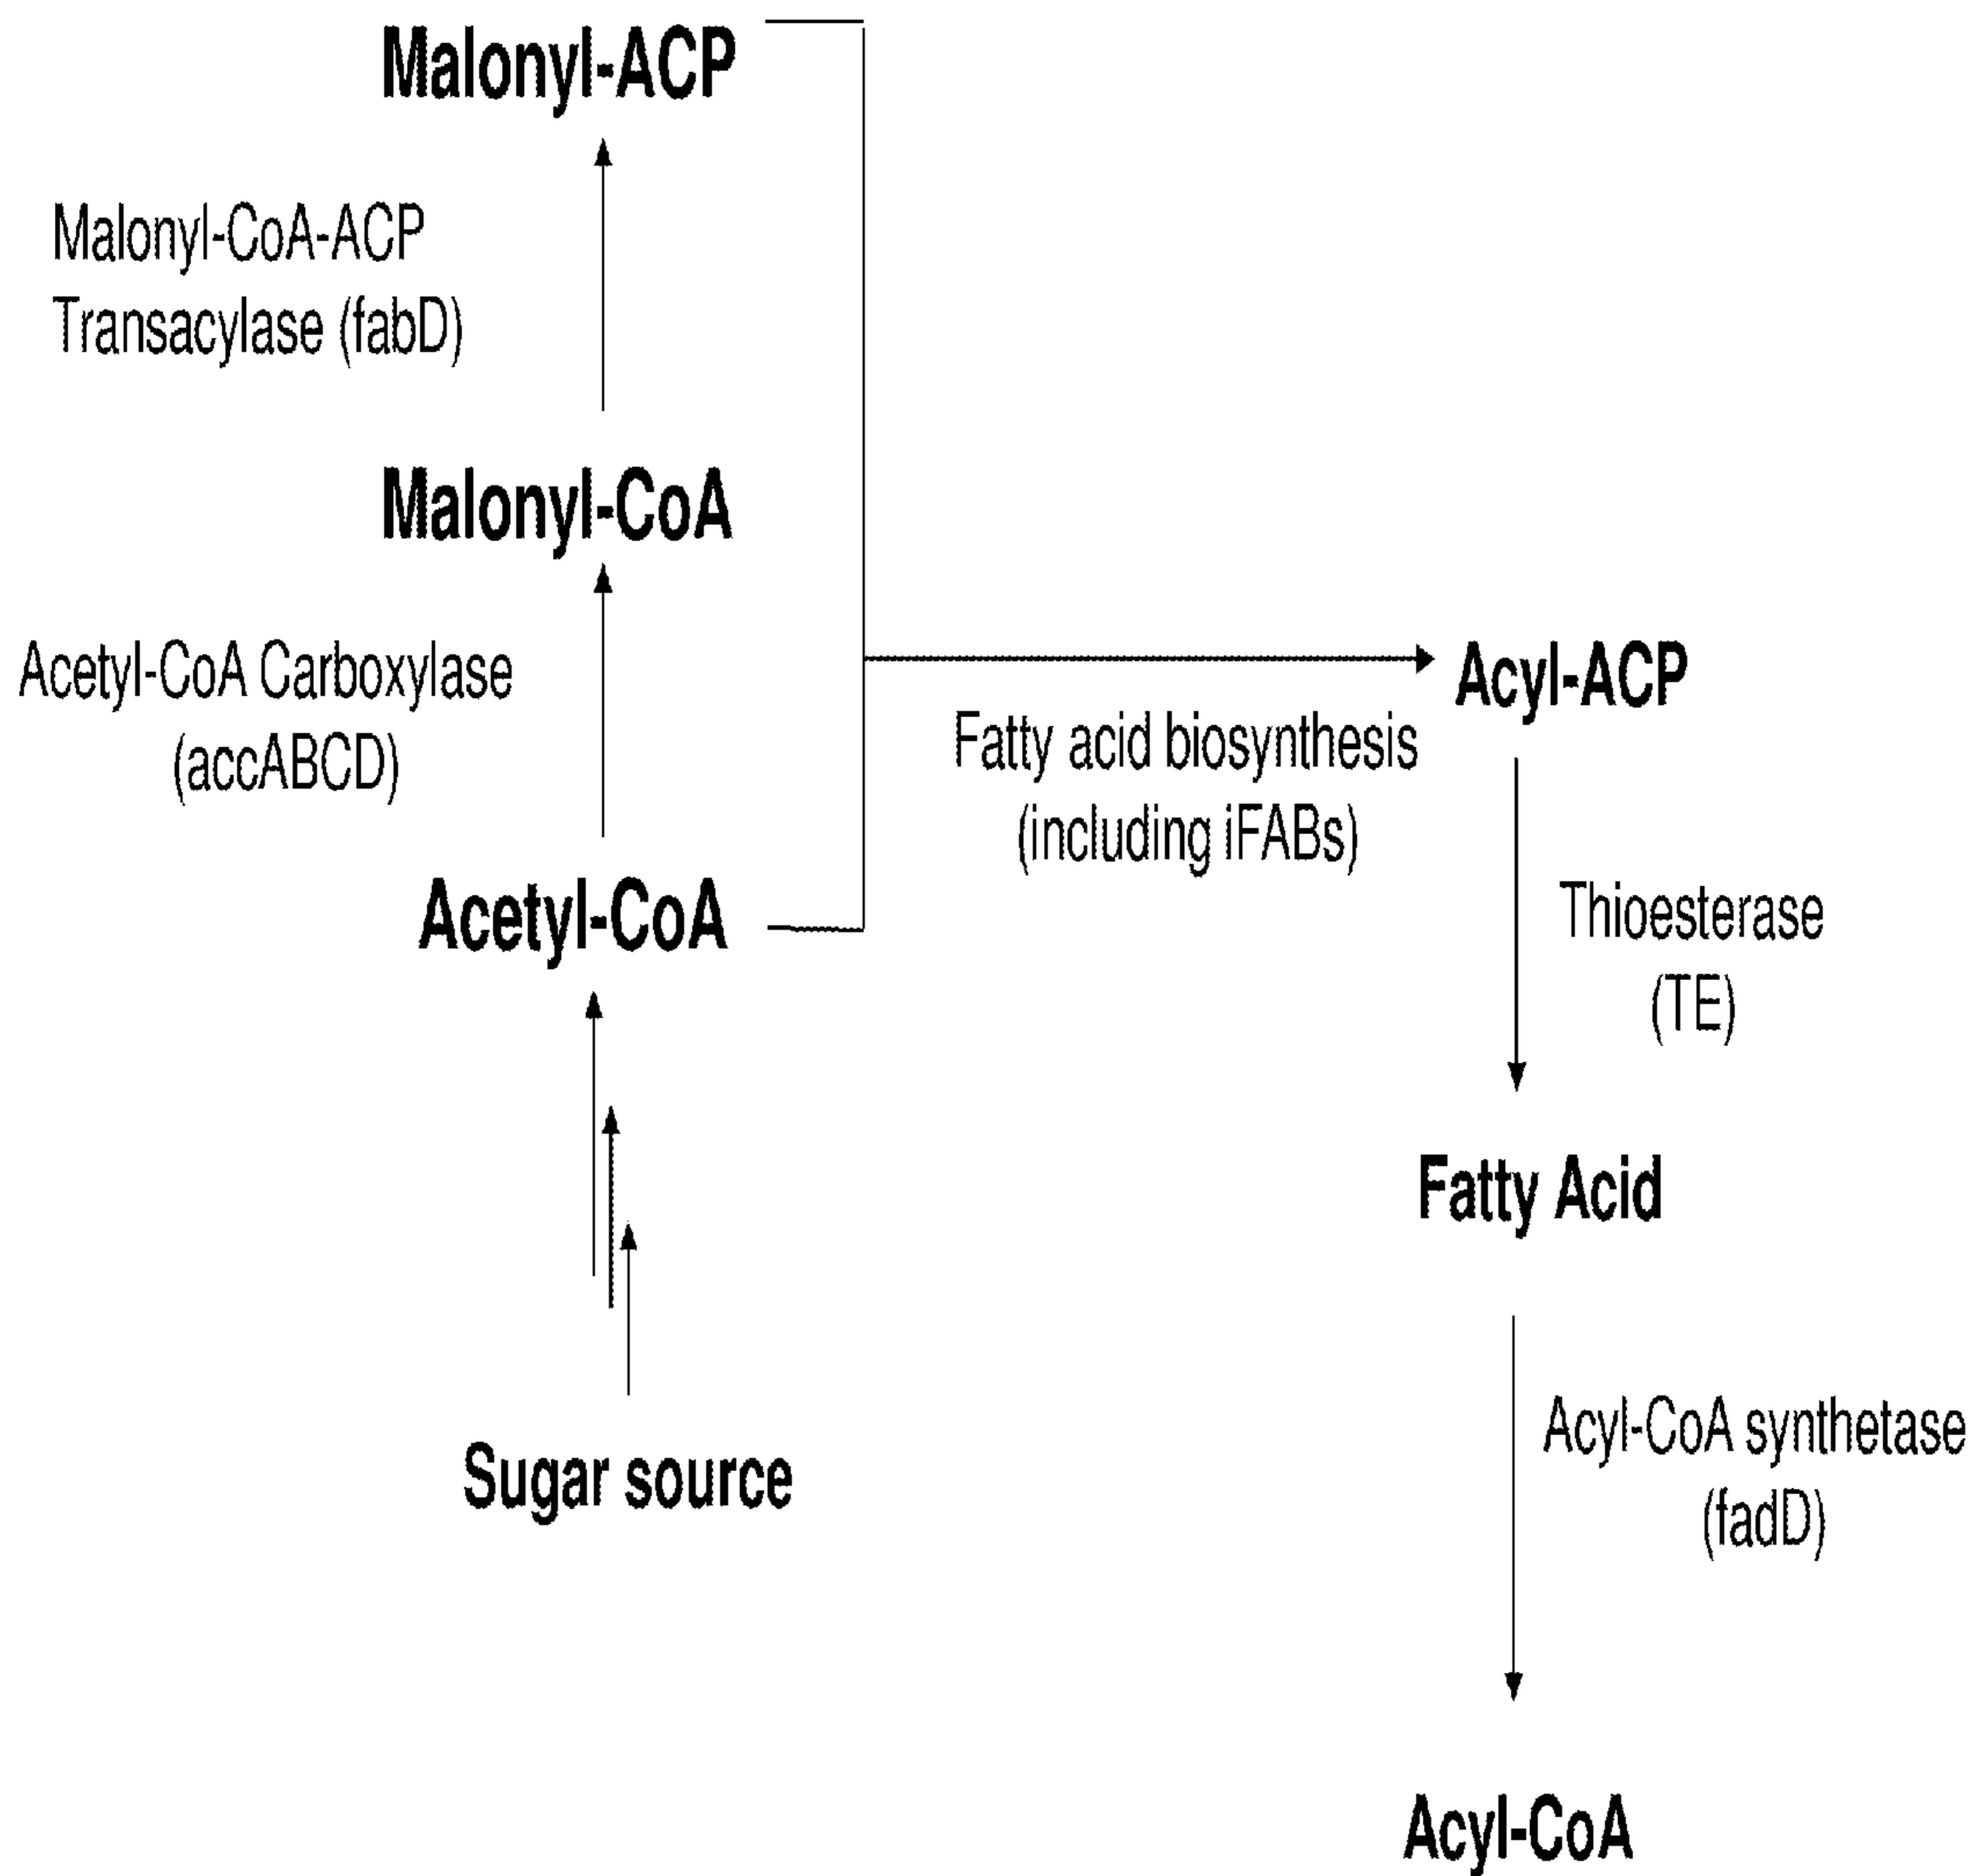 Malonyl-ACP
Malonyl-CoA-ACP
Transacylase (fabD)
Malonyl-CoA
Acetyl-CoA Carboxylase
(accABCD)
Acetyl-CoA
Sugar source
Fatty acid biosynthesis
(including iFABs)
Acyl-ACP
Thioesterase
(TE)
Fatty Acid
Acyl-CoA synthetase
(fadD)
Acyl-CoA